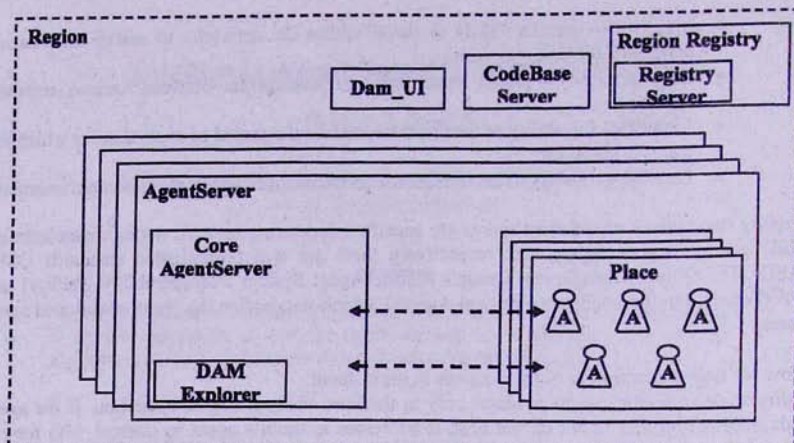 Region
Region Registry
Registry
Server
CodeBase
Server
Dam_UI
AgentServer
Core
AgentServer
Place
A A A
A A
DAM
Explorer